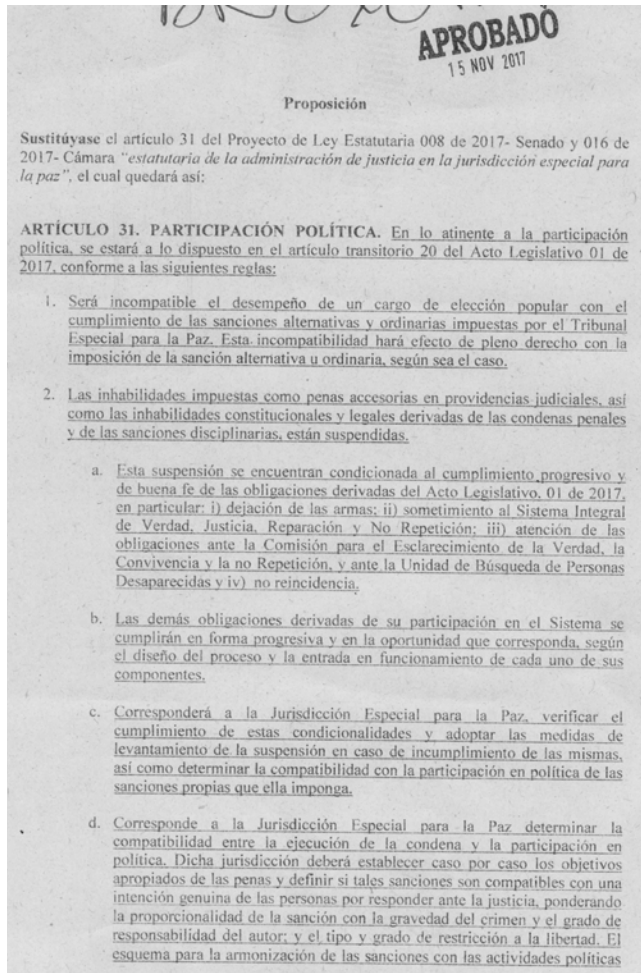 APROBADO
15 NOV 2017
Proposición
Sustitúyase el artículo 31 del Proyecto de Ley Estatutaria 008 de 2017- Senado y 016 de
2017- Cámara "estatutaria de la administración de justicia en la jurisdicción especial para
la paz", el cual quedará así:
ARTÍCULO 31. PARTICIPACIÓN POLÍTICA. En lo atinente a la participación
política, se estará a lo dispuesto en el artículo transitorio 20 del Acto Legislativo 01 de
2017, conforme a las siguientes reglas:
1. Será incompatible el desempeño de un cargo de elección popular con el
cumplimiento de las sanciones alternativas y ordinarias impuestas por el Tribunal
Especial para la Paz. Esta incompatibilidad hará efecto de pleno derecho con la
imposición de la sanción alternativa u ordinaria, según sea el caso.
2. Las inhabilidades impuestas como penas accesorias en providencias judiciales, así
como las inhabilidades constitucionales y legales derivadas de las condenas penales
y de las sanciones disciplinarias, están suspendidas.
a. Esta suspensión se encuentran condicionada al cumplimiento progresivo y
de buena fe de las obligaciones derivadas del Acto Legislativo, 01 de 2017,
en particular: i) dejación de las armas; ii) sometimiento al Sistema Integral
de Verdad, Justicia, Reparación y No Repetición; iii) atención de las
obligaciones ante la Comisión para el Esclarecimiento de la Verdad, la
Convivencia y la no Repetición, y ante la Unidad de Búsqueda de Personas
Desaparecidas y iv) no reincidencia.
b. Las demás obligaciones derivadas de su participación en el Sistema se
cumplirán en forma progresiva y en la oportunidad que corresponda, según
el diseño del proceso y la entrada en funcionamiento de cada uno de sus
componentes.
c. Corresponderá a la Jurisdicción Especial para la Paz, verificar el
cumplimiento de estas condicionalidades y adoptar las medidas de
levantamiento de la suspensión en caso de incumplimiento de las mismas,
así como determinar la compatibilidad con la participación en política de las
sanciones propias que ella imponga.
d. Corresponde a la Jurisdicción Especial para la Paz determinar la
compatibilidad entre la ejecución de la condena y la participación en
política. Dicha jurisdicción deberá establecer caso por caso los objetivos
apropiados de las penas y definir si tales sanciones son compatibles con una
intención genuina de las personas por responder ante la justicia, ponderando
la proporcionalidad de la sanción con la gravedad del crimen y el grado de
responsabilidad del autor; y el tipo y grado de restricción a la libertad. El
esquema para la armonización de las sanciones con las actividades políticas